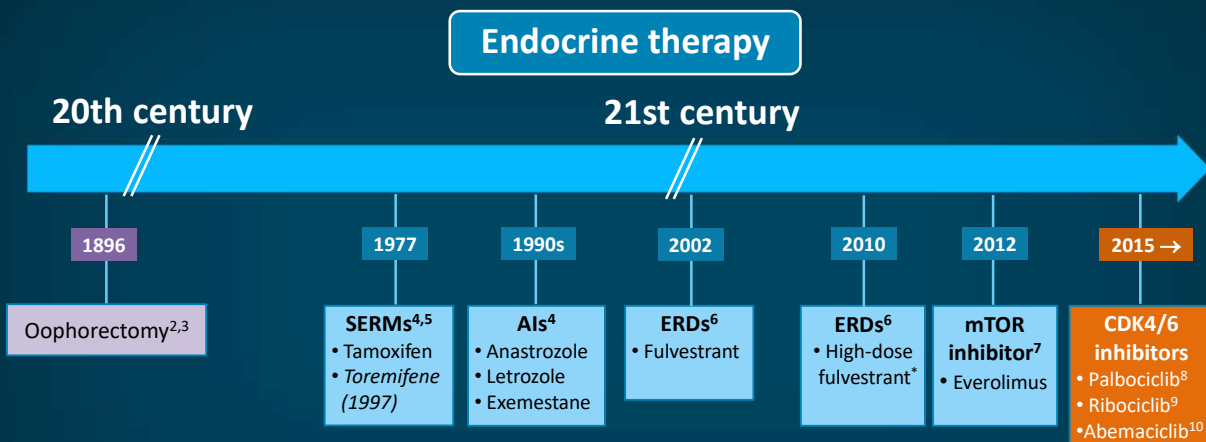 Endocrine therapy
20th century
21st century
1896
1977
1990s
2002
2010
2012
2015 →
Oophorectomy2,3
SERMs4,5
• Tamoxifen
• Toremifene
(1997)
AIs4
• Anastrozole
• Letrozole
• Exemestane
ERDs6
• Fulvestrant
ERDs6
• High-dose
fulvestrant*
mTOR
inhibitor7
• Everolimus
CDK4/6
inhibitors
• Palbociclib8
• Ribociclib9
•Abemaciclib10